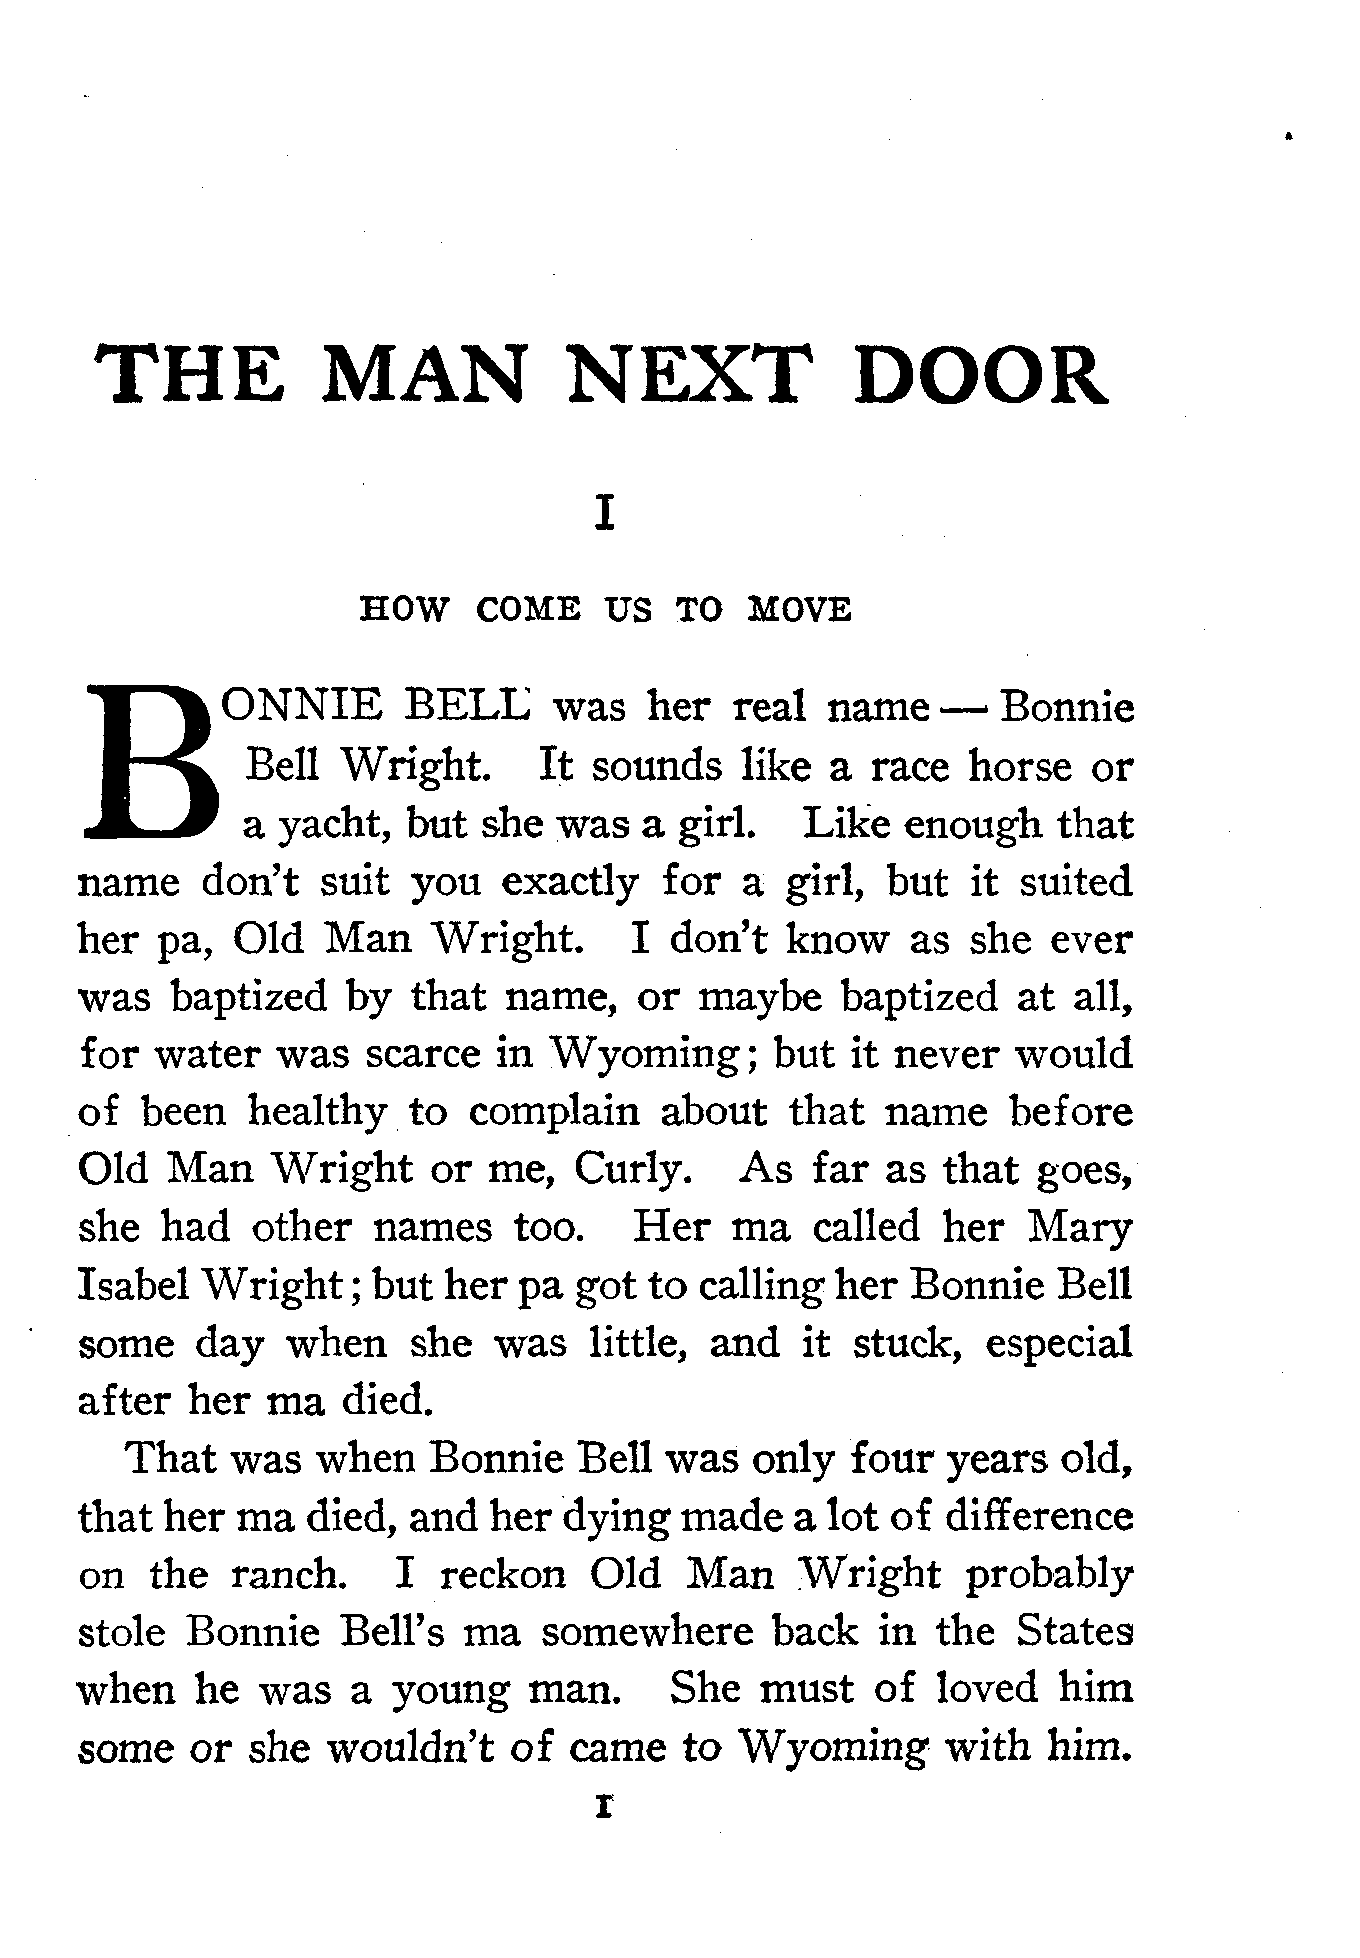 THE MAN NEXT DOOR
I
HOW COME US TO MOVE
BONNIE BELL was her real name — Bonnie
Bell Wright. It sounds like a race horse or
a yacht, but she was a girl. Like enough that
name don't suit you exactly for a girl, but it suited
her pa, Old Man Wright. I don't know as she ever
was baptized by that name, or maybe baptized at all,
for water was scarce in Wyoming; but it never would
of been healthy to complain about that name before
Old Man Wright or me, Curly. As far as that goes,
she had other names too. Her ma called her Mary
Isabel Wright; but her pa got to calling her Bonnie Bell
some day when she was little, and it stuck, especial
after her ma died.
That was when Bonnie Bell was only four years old,
that her ma died, and her dying made a lot of difference
on the ranch. I reckon Old Man Wright probably
stole Bonnie Bell's ma somewhere back in the States
when he was a young man. She must of loved him
some or she wouldn't of came to Wyoming with him.
1